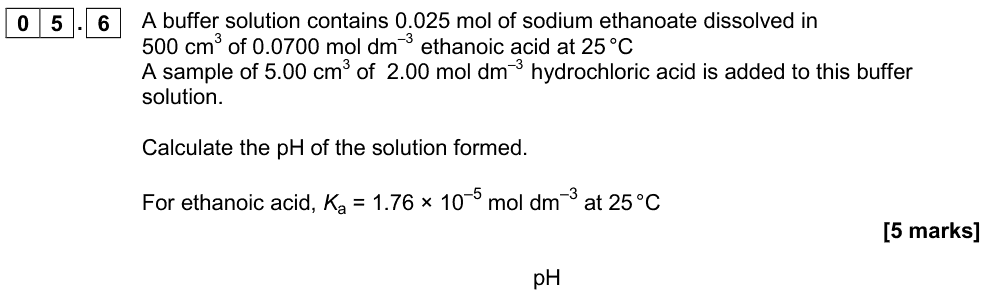 0 5 . 6 A buffer solution contains 0.025 mol of sodium ethanoate dissolved in
500 cm³ of 0.0700 mol dm⁻³ ethanoic acid at 25 °C
A sample of 5.00 cm³ of 2.00 mol dm⁻³ hydrochloric acid is added to this buffer
solution.
Calculate the pH of the solution formed.
For ethanoic acid, Kₐ = 1.76 × 10⁻⁵ mol dm⁻³ at 25 °C
[5 marks]
pH